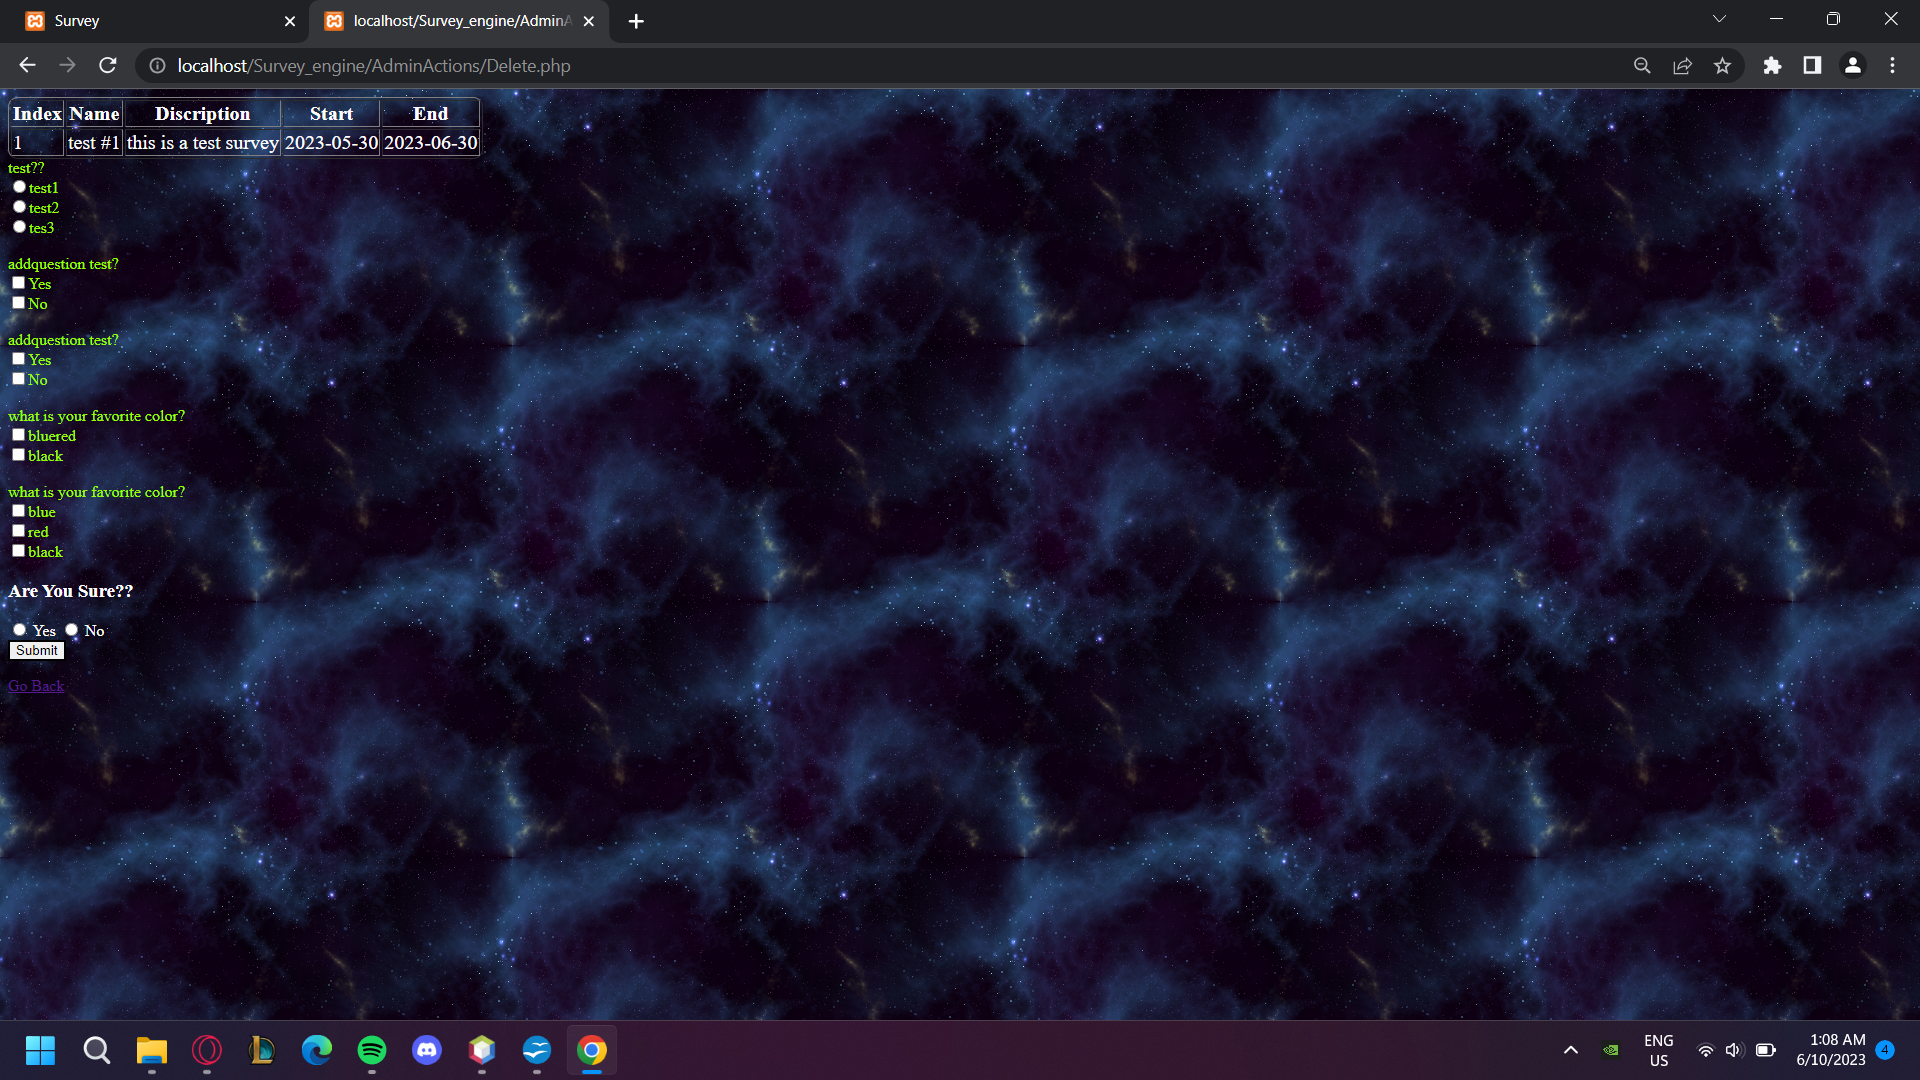 Survey
localhost/Survey_engine/AdminA
localhost/Survey_engine/AdminActions/Delete.php
Index Name Discription Start End
1 test #1 this is a test survey 2023-05-30 2023-06-30
test??
test1
test2
tes3
addquestion test?
Yes
No
addquestion test?
Yes
No
what is your favorite color?
bluered
black
what is your favorite color?
blue
red
black
Are You Sure??
Yes No
Submit
Go Back
ENG
US
1:08 AM
6/10/2023
4